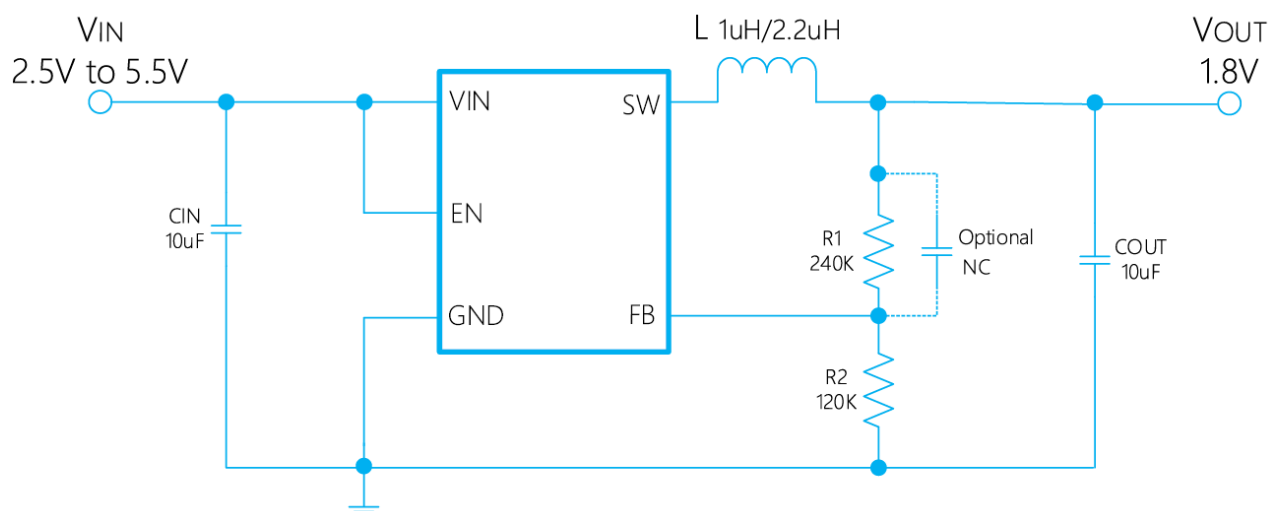 VIN
2.5V to 5.5V
L 1uH/2.2uH
VOUT
1.8V
VIN
SW
EN
GND
FB
CIN
10uF
R1
240K
Optional
NC
COUT
10uF
R2
120K